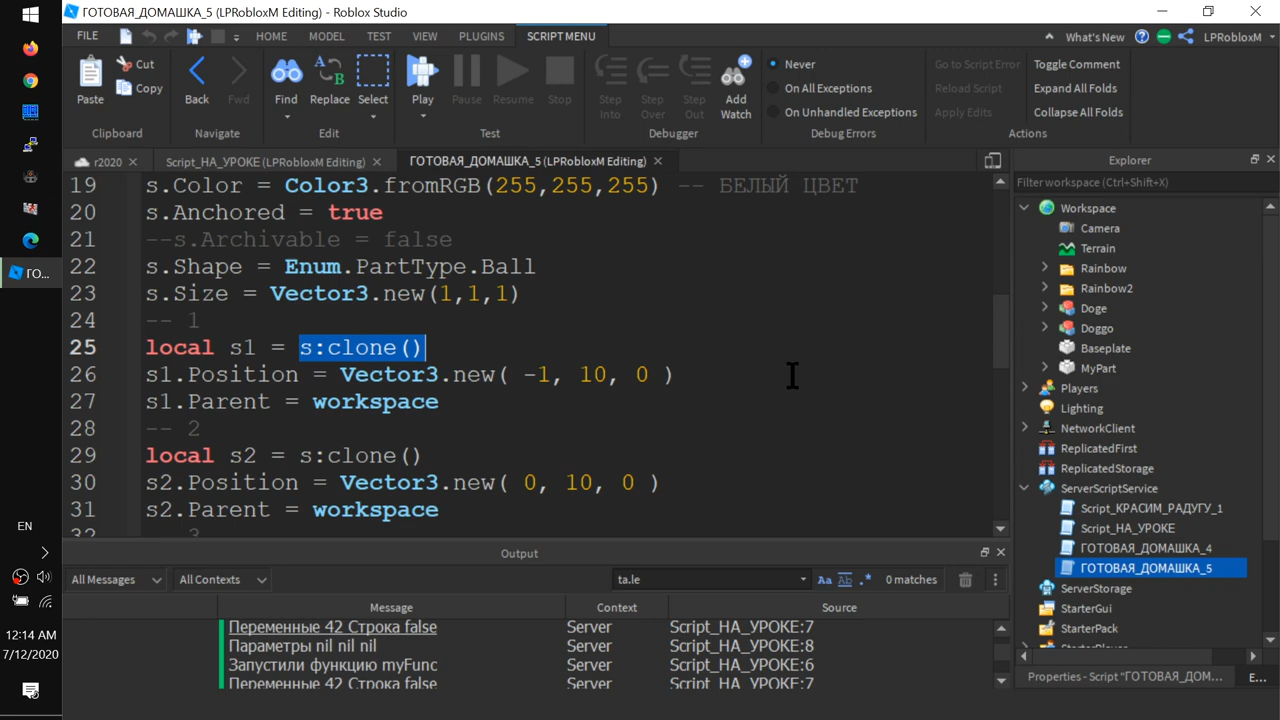 ГОТОВАЯ_ДОМАШКА_5 (LPRobloxM Editing) - Roblox Studio
FILE HOME MODEL TEST VIEW PLUGINS SCRIPT MENU What's New LPRobloxM
Paste Cut Copy Back Fwd Find Replace Select Play Pause Resume Stop Step Into Step Over Step Out Add Watch
Never Go to Script Error Toggle Comment
On All Exceptions Reload Script Expand All Folds
On Unhandled Exceptions Apply Edits Collapse All Folds
Clipboard Navigate Edit Test Debugger Debug Errors Actions
r2020 Script_НА_УРОКЕ (LPRobloxM Editing) ГОТОВАЯ_ДОМАШКА_5 (LPRobloxM Editing)
19 s.Color = Color3.fromRGB(255,255,255) -- БЕЛЫЙ ЦВЕТ
20 s.Anchored = true
21 --s.Archivable = false
22 s.Shape = Enum.PartType.Ball
23 s.Size = Vector3.new(1,1,1)
24 -- 1
25 local s1 = s:clone()
26 s1.Position = Vector3.new( -1, 10, 0 )
27 s1.Parent = workspace
28 -- 2
29 local s2 = s:clone()
30 s2.Position = Vector3.new( 0, 10, 0 )
31 s2.Parent = workspace
32 -- 3
Explorer
Filter workspace (Ctrl+Shift+X)
Workspace
Camera
Terrain
Rainbow
Rainbow2
Doge
Doggo
Baseplate
MyPart
Players
Lighting
NetworkClient
ReplicatedFirst
ReplicatedStorage
ServerScriptService
Script_КРАСИМ_РАДУГУ_1
Script_НА_УРОКЕ
ГОТОВАЯ_ДОМАШКА_4
ГОТОВАЯ_ДОМАШКА_5
ServerStorage
StarterGui
StarterPack
StarterPlayer
Properties - Script "ГОТОВАЯ_ДОМ... E...
Output
All Messages All Contexts ta.le Aa Ab .* 0 matches
Message Context Source
Переменные 42 Строка false Server Script_НА_УРОКЕ:7
Параметры nil nil nil Server Script_НА_УРОКЕ:8
Запустили функцию myFunc Server Script_НА_УРОКЕ:6
Переменные 42 Строка false Server Script_НА_УРОКЕ:7
ГО...
EN
12:14 AM
7/12/2020